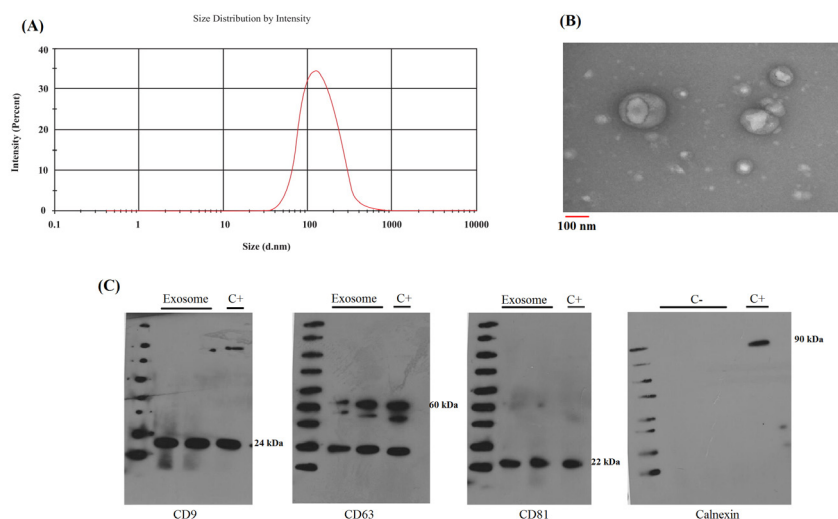 (A)
Size Distribution by Intensity
40
30
20
10
0
Intensity (Percent)
0.1 1 10 100 1000 10000
Size (d.nm)
(B)
100 nm
(C)
Exosome C+
24 kDa
CD9
Exosome C+
60 kDa
CD63
Exosome C+
22 kDa
CD81
C- C+
90 kDa
Calnexin